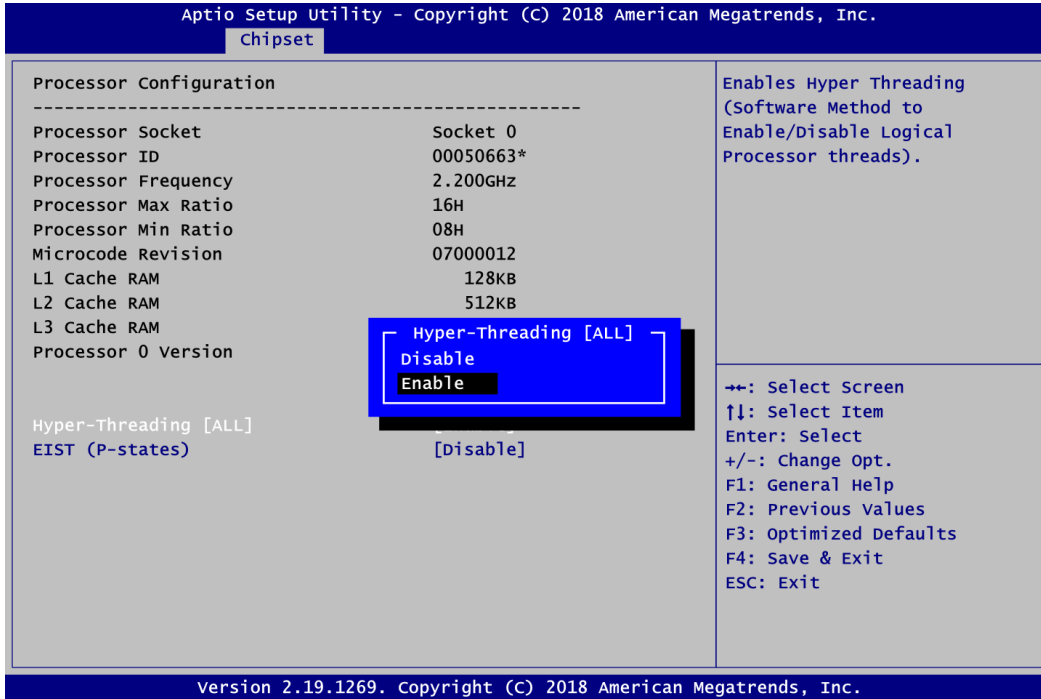 Aptio Setup Utility - Copyright (C) 2018 American Megatrends, Inc.
Chipset
Processor Configuration
----------------------------------------------------
Processor Socket Socket 0
Processor ID 00050663*
Processor Frequency 2.200GHz
Processor Max Ratio 16H
Processor Min Ratio 08H
Microcode Revision 07000012
L1 Cache RAM 128KB
L2 Cache RAM 512KB
L3 Cache RAM
Processor 0 Version
Hyper-Threading [ALL]
EIST (P-states) [Disable]
Hyper-Threading [ALL]
Disable
Enable
Enables Hyper Threading
(Software Method to
Enable/Disable Logical
Processor threads).
→←: Select Screen
↑↓: Select Item
Enter: Select
+/-: Change Opt.
F1: General Help
F2: Previous Values
F3: Optimized Defaults
F4: Save & Exit
ESC: Exit
Version 2.19.1269. Copyright (C) 2018 American Megatrends, Inc.